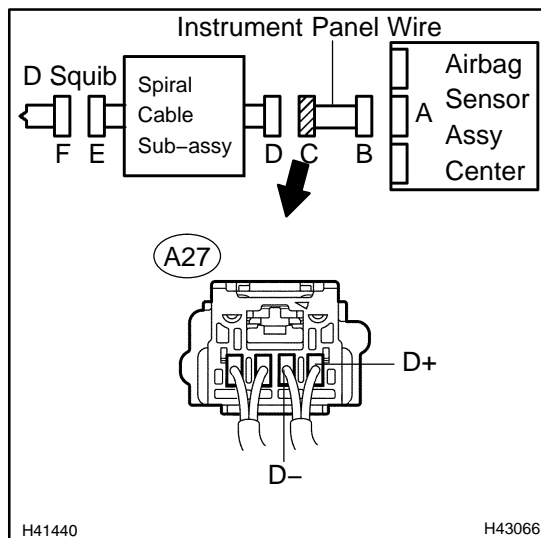 Instrument Panel Wire
D Squib
Spiral
Cable
Sub−assy
Airbag
Sensor
Assy
Center
F E D C B A
A27
D+
D−
H41440
H43066